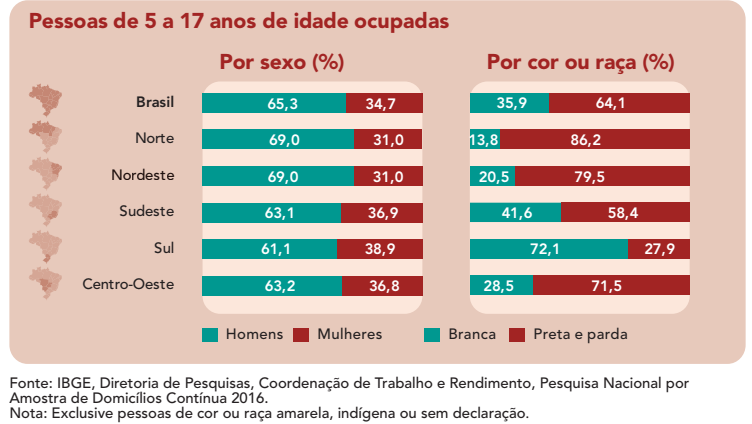 Pessoas de 5 a 17 anos de idade ocupadas
Por sexo (%) Por cor ou raça (%)
Brasil 65,3 34,7 35,9 64,1
Norte 69,0 31,0 13,8 86,2
Nordeste 69,0 31,0 20,5 79,5
Sudeste 63,1 36,9 41,6 58,4
Sul 61,1 38,9 72,1 27,9
Centro-Oeste 63,2 36,8 28,5 71,5
Homens Mulheres Branca Preta e parda
Fonte: IBGE, Diretoria de Pesquisas, Coordenação de Trabalho e Rendimento, Pesquisa Nacional por
Amostra de Domicílios Contínua 2016.
Nota: Exclusive pessoas de cor ou raça amarela, indígena ou sem declaração.